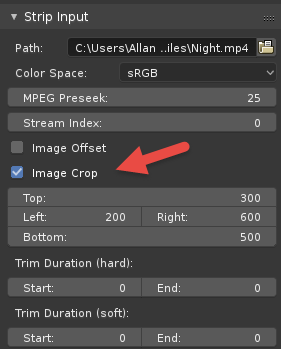 Strip Input
Path: C:\Users\Allan ..iles\Night.mp4
Color Space: sRGB
MPEG Preseek: 25
Stream Index: 0
Image Offset
Image Crop
Top: 300
Left: 200 Right: 600
Bottom: 500
Trim Duration (hard):
Start: 0 End: 0
Trim Duration (soft):
Start: 0 End: 0